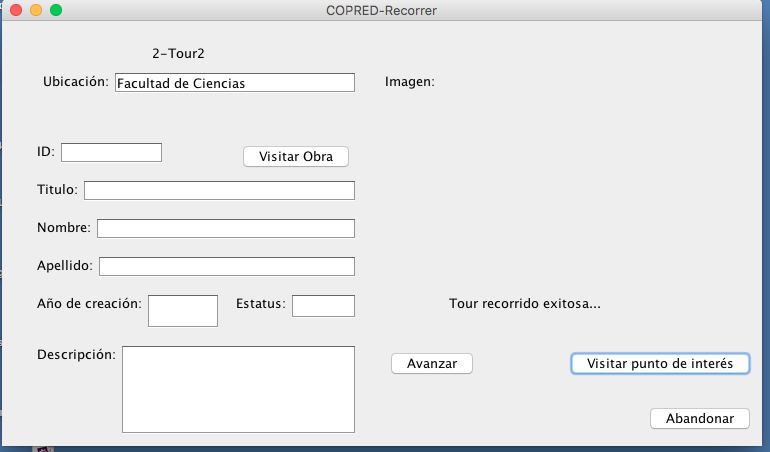 COPRED-Recorrer
2-Tour2
Ubicación: Facultad de Ciencias
Imagen:
ID:
Visitar Obra
Titulo:
Nombre:
Apellido:
Año de creación:
Estatus:
Tour recorrido exitosa...
Descripción:
Avanzar
Visitar punto de interés
Abandonar